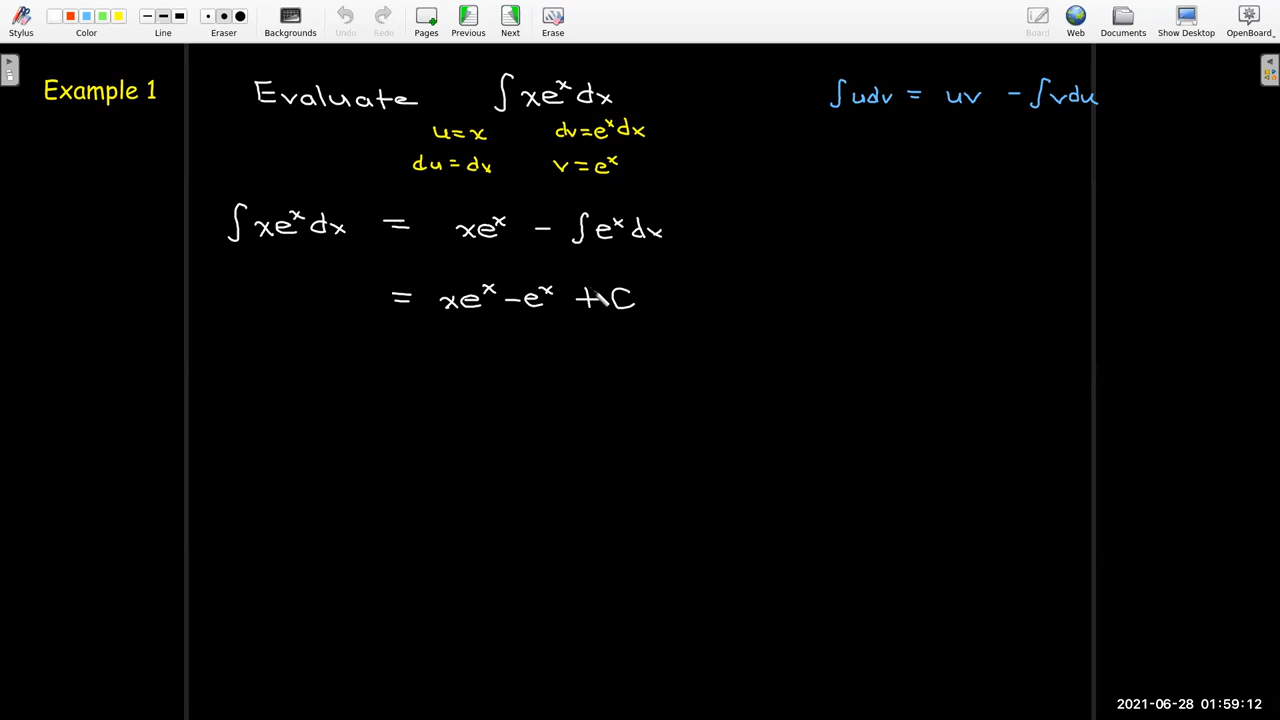 Stylus Color Line Eraser Backgrounds Undo Redo Pages Previous Next Erase Board Web Documents Show Desktop OpenBoard
Example 1 Evaluate ∫xeˣdx ∫udv = uv - ∫vdu
u=x dv=eˣdx
du=dx v=eˣ
∫xeˣdx = xeˣ - ∫eˣdx
= xeˣ - eˣ + C
2021-06-28 01:59:12